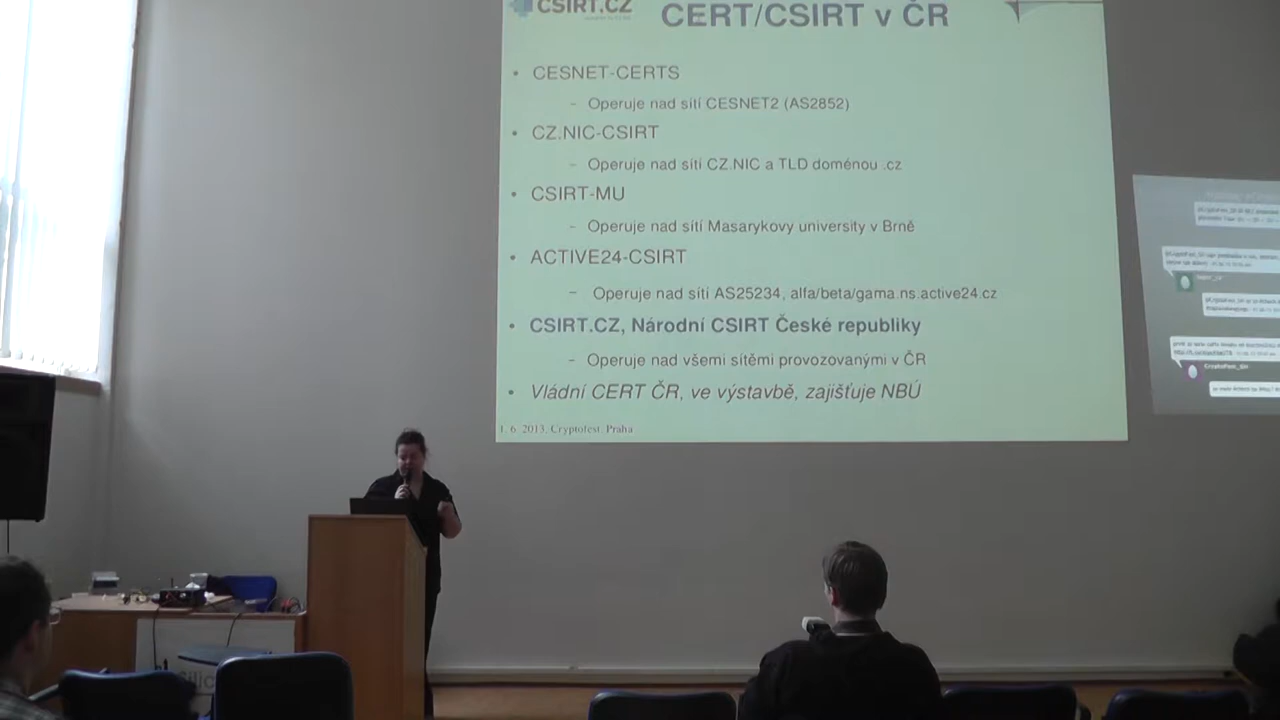 CSIRT.CZ
CERT/CSIRT v ČR
• CESNET-CERTS
– Operuje nad sítí CESNET2 (AS2852)
• CZ.NIC-CSIRT
– Operuje nad sítí CZ.NIC a TLD doménou .cz
• CSIRT-MU
– Operuje nad sítí Masarykovy university v Brně
• ACTIVE24-CSIRT
– Operuje nad sítí AS25234, alfa/beta/gama.ns.active24.cz
• CSIRT.CZ, Národní CSIRT České republiky
– Operuje nad všemi sítěmi provozovanými v ČR
• Vládní CERT ČR, ve výstavbě, zajišťuje NBÚ
1. 6. 2013, Cryptofest, Praha